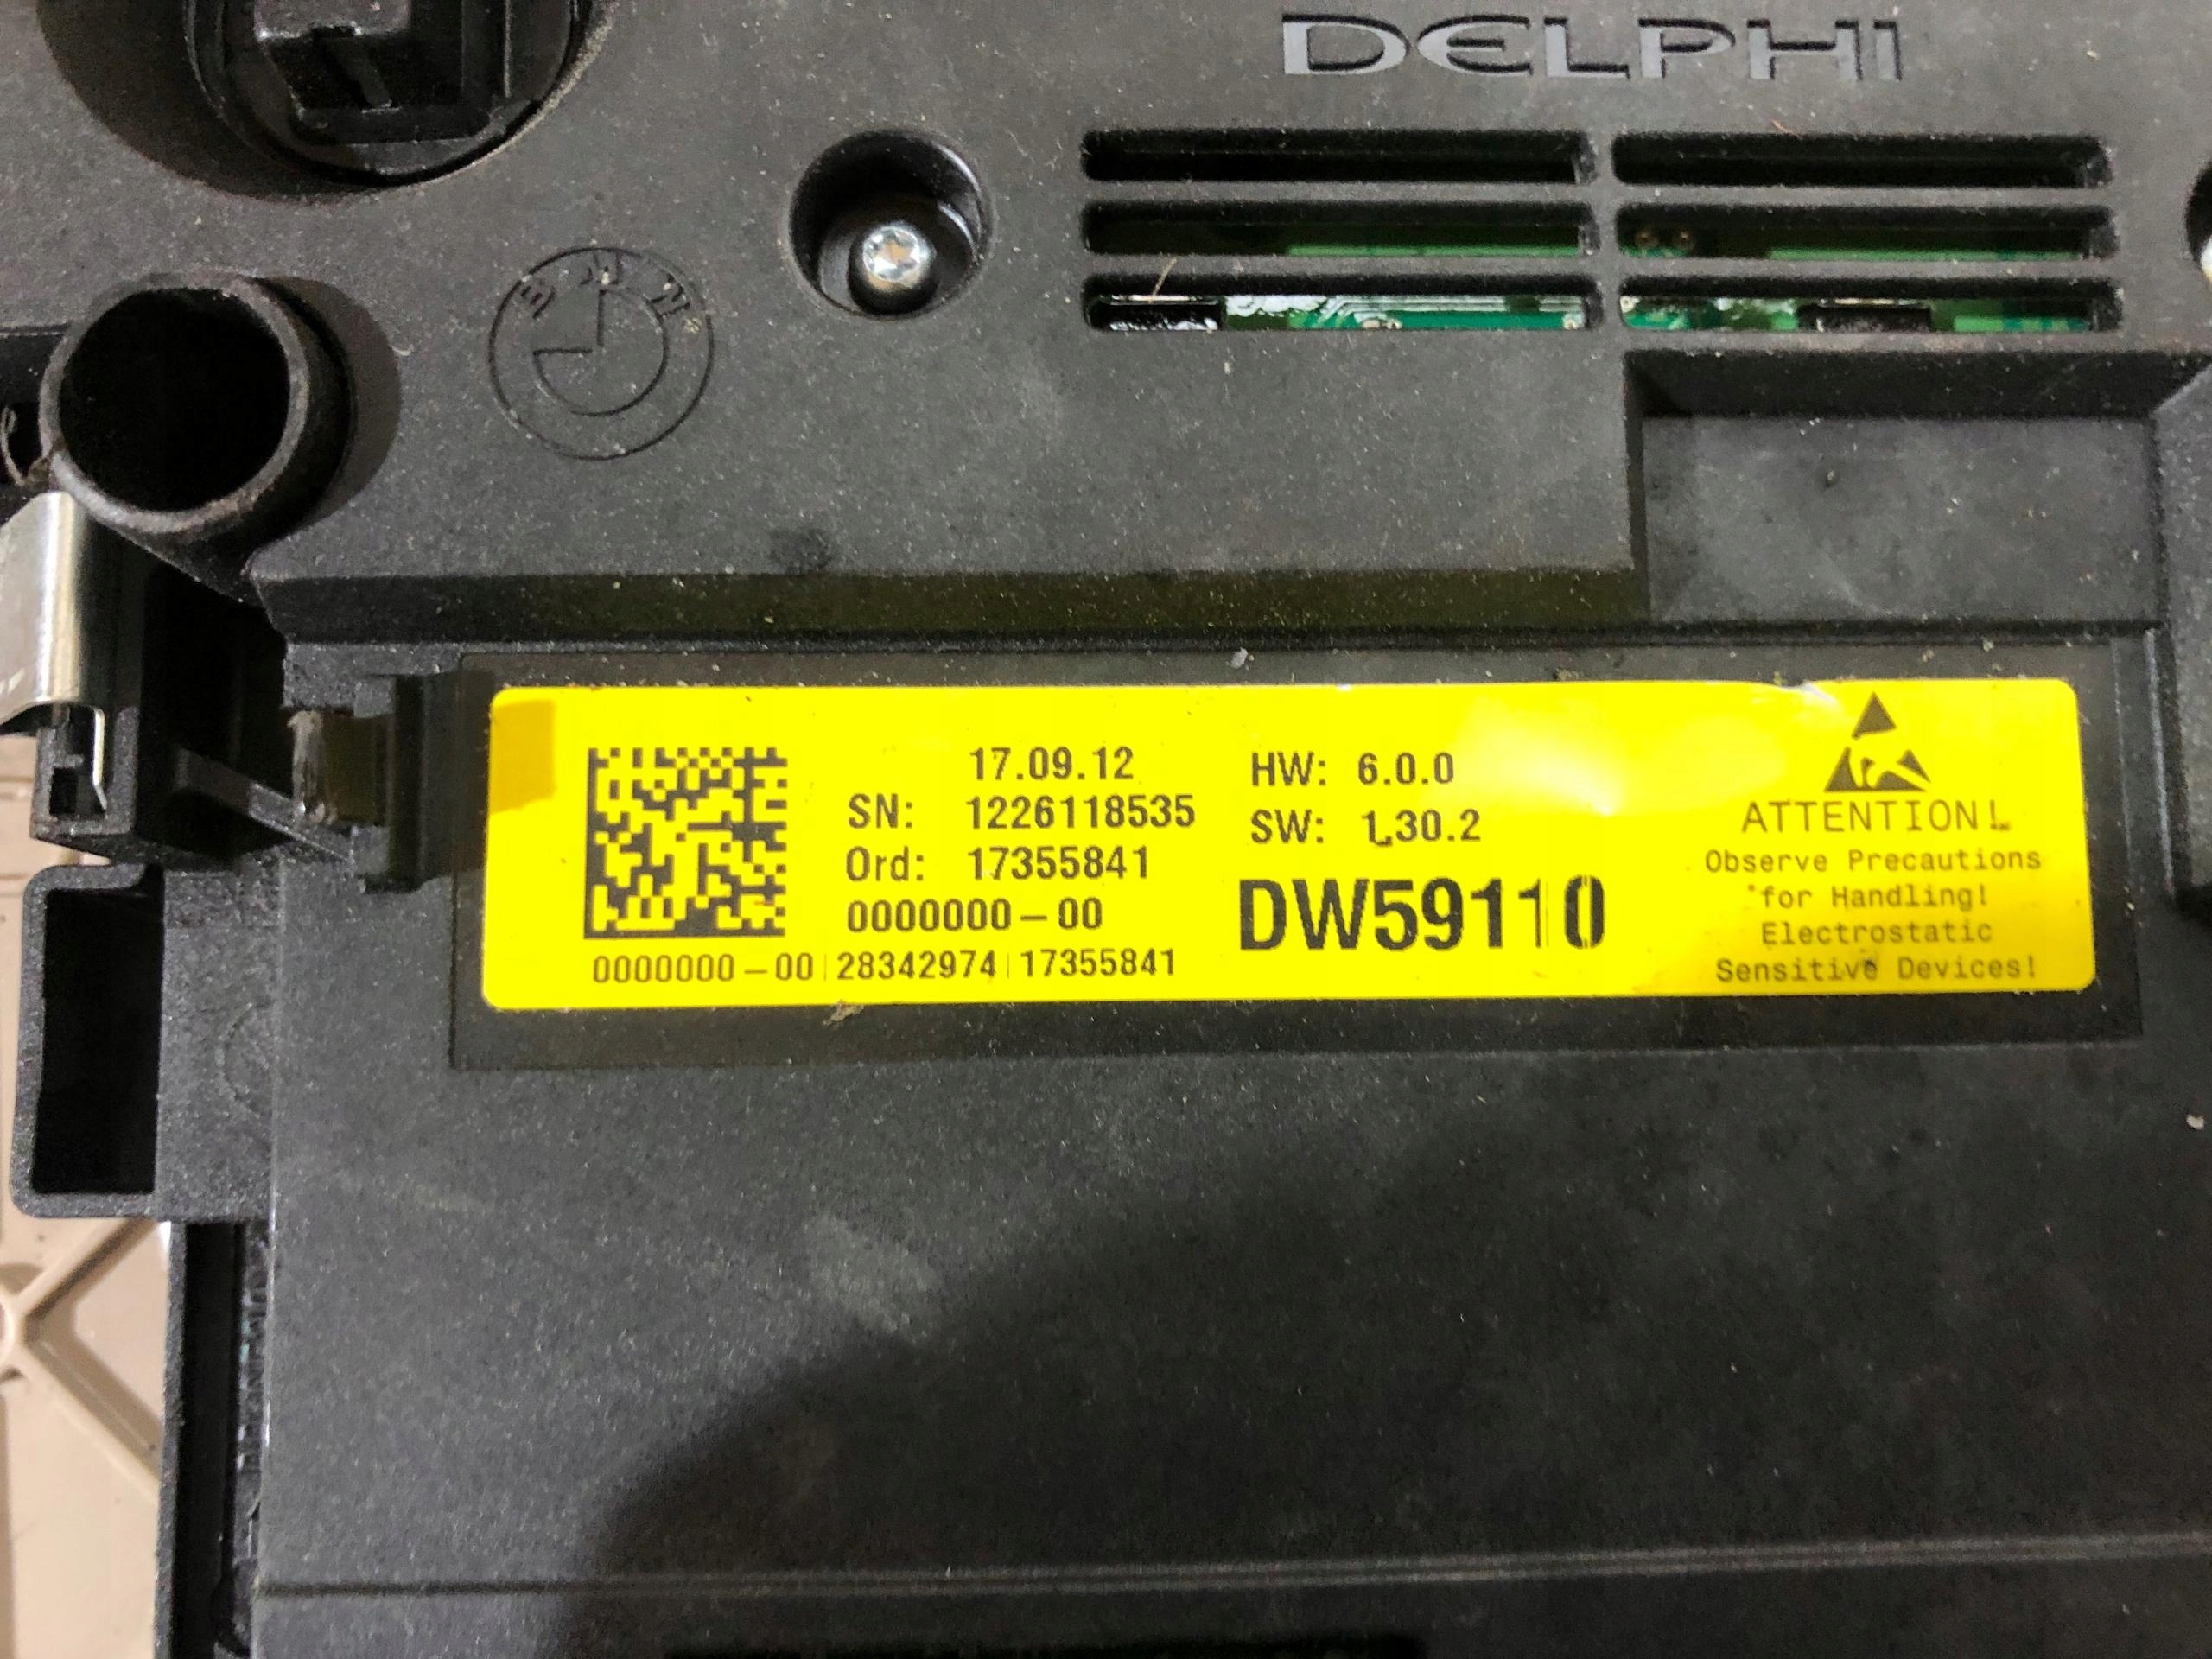 DELPHI
BMW
17.09.12
SN: 1226118535
Ord: 17355841
0000000-00
0000000-00|28342974|17355841
HW: 6.0.0
SW: 1.30.2
DW59110
ATTENTION!
Observe Precautions
for Handling!
Electrostatic
Sensitive Devices!